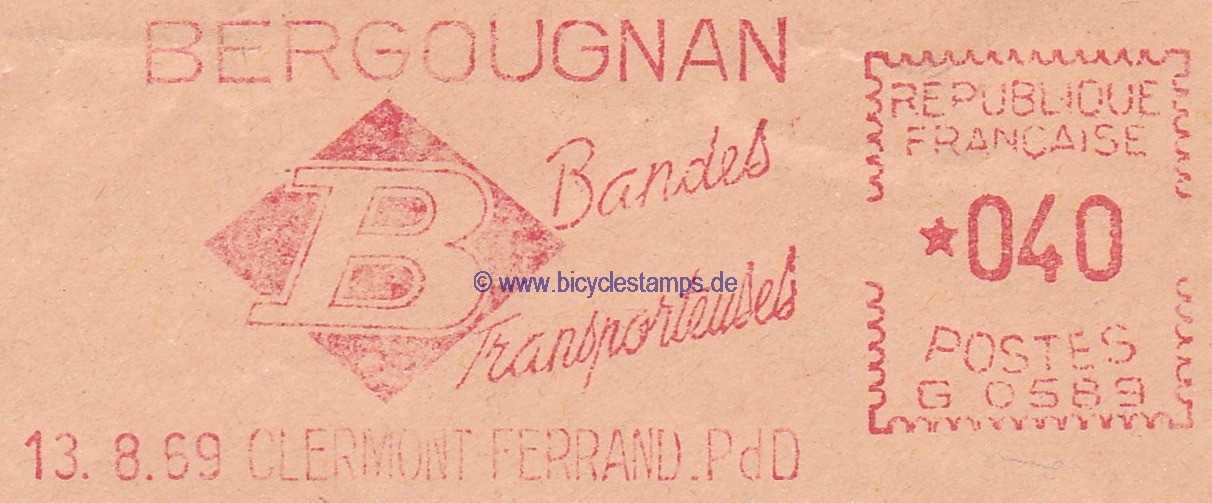 BERGOUGNAN
B
Bandes
Transporteuses
© www.bicyclestamps.de
13.8.69 CLERMONT FERRAND.PdD
REPUBLIQUE
FRANÇAISE
*040
POSTES
G 0589